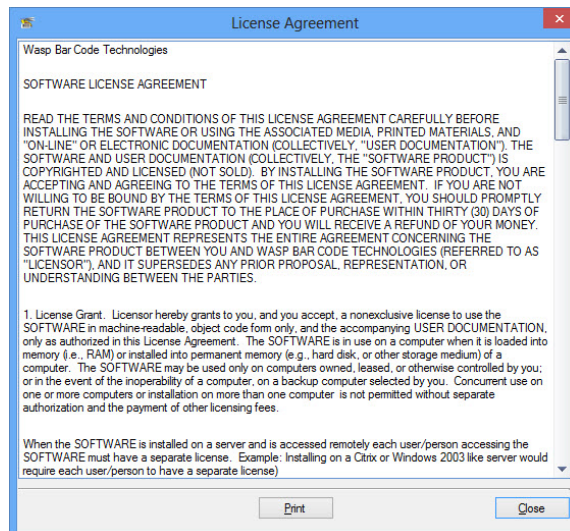 License Agreement
Wasp Bar Code Technologies
SOFTWARE LICENSE AGREEMENT
READ THE TERMS AND CONDITIONS OF THIS LICENSE AGREEMENT CAREFULLY BEFORE
INSTALLING THE SOFTWARE OR USING THE ASSOCIATED MEDIA, PRINTED MATERIALS, AND
"ON-LINE" OR ELECTRONIC DOCUMENTATION (COLLECTIVELY, "USER DOCUMENTATION"). THE
SOFTWARE AND USER DOCUMENTATION (COLLECTIVELY, THE "SOFTWARE PRODUCT") IS
COPYRIGHTED AND LICENSED (NOT SOLD).  BY INSTALLING THE SOFTWARE PRODUCT, YOU ARE
ACCEPTING AND AGREEING TO THE TERMS OF THIS LICENSE AGREEMENT.  IF YOU ARE NOT
WILLING TO BE BOUND BY THE TERMS OF THIS LICENSE AGREEMENT, YOU SHOULD PROMPTLY
RETURN THE SOFTWARE PRODUCT TO THE PLACE OF PURCHASE WITHIN THIRTY (30) DAYS OF
PURCHASE OF THE SOFTWARE PRODUCT AND YOU WILL RECEIVE A REFUND OF YOUR MONEY.
THIS LICENSE AGREEMENT REPRESENTS THE ENTIRE AGREEMENT CONCERNING THE
SOFTWARE PRODUCT BETWEEN YOU AND WASP BAR CODE TECHNOLOGIES (REFERRED TO AS
"LICENSOR"), AND IT SUPERSEDES ANY PRIOR PROPOSAL, REPRESENTATION, OR
UNDERSTANDING BETWEEN THE PARTIES.
1. License Grant.  Licensor hereby grants to you, and you accept, a nonexclusive license to use the
SOFTWARE in machine-readable, object code form only, and the accompanying USER DOCUMENTATION,
only as authorized in this License Agreement.  The SOFTWARE is in use on a computer when it is loaded into
memory (i.e., RAM) or installed into permanent memory (e.g., hard disk, or other storage medium) of a
computer.  The SOFTWARE may be used only on computers owned, leased, or otherwise controlled by you;
or in the event of the inoperability of a computer, on a backup computer selected by you.  Concurrent use on
one or more computers or installation on more than one computer  is not permitted without separate
authorization and the payment of other licensing fees.
When the SOFTWARE is installed on a server and is accessed remotely each user/person accessing the
SOFTWARE must have a separate license.  Example: Installing on a Citrix or Windows 2003 like server would
require each user/person to have a separate license)
Print
Close